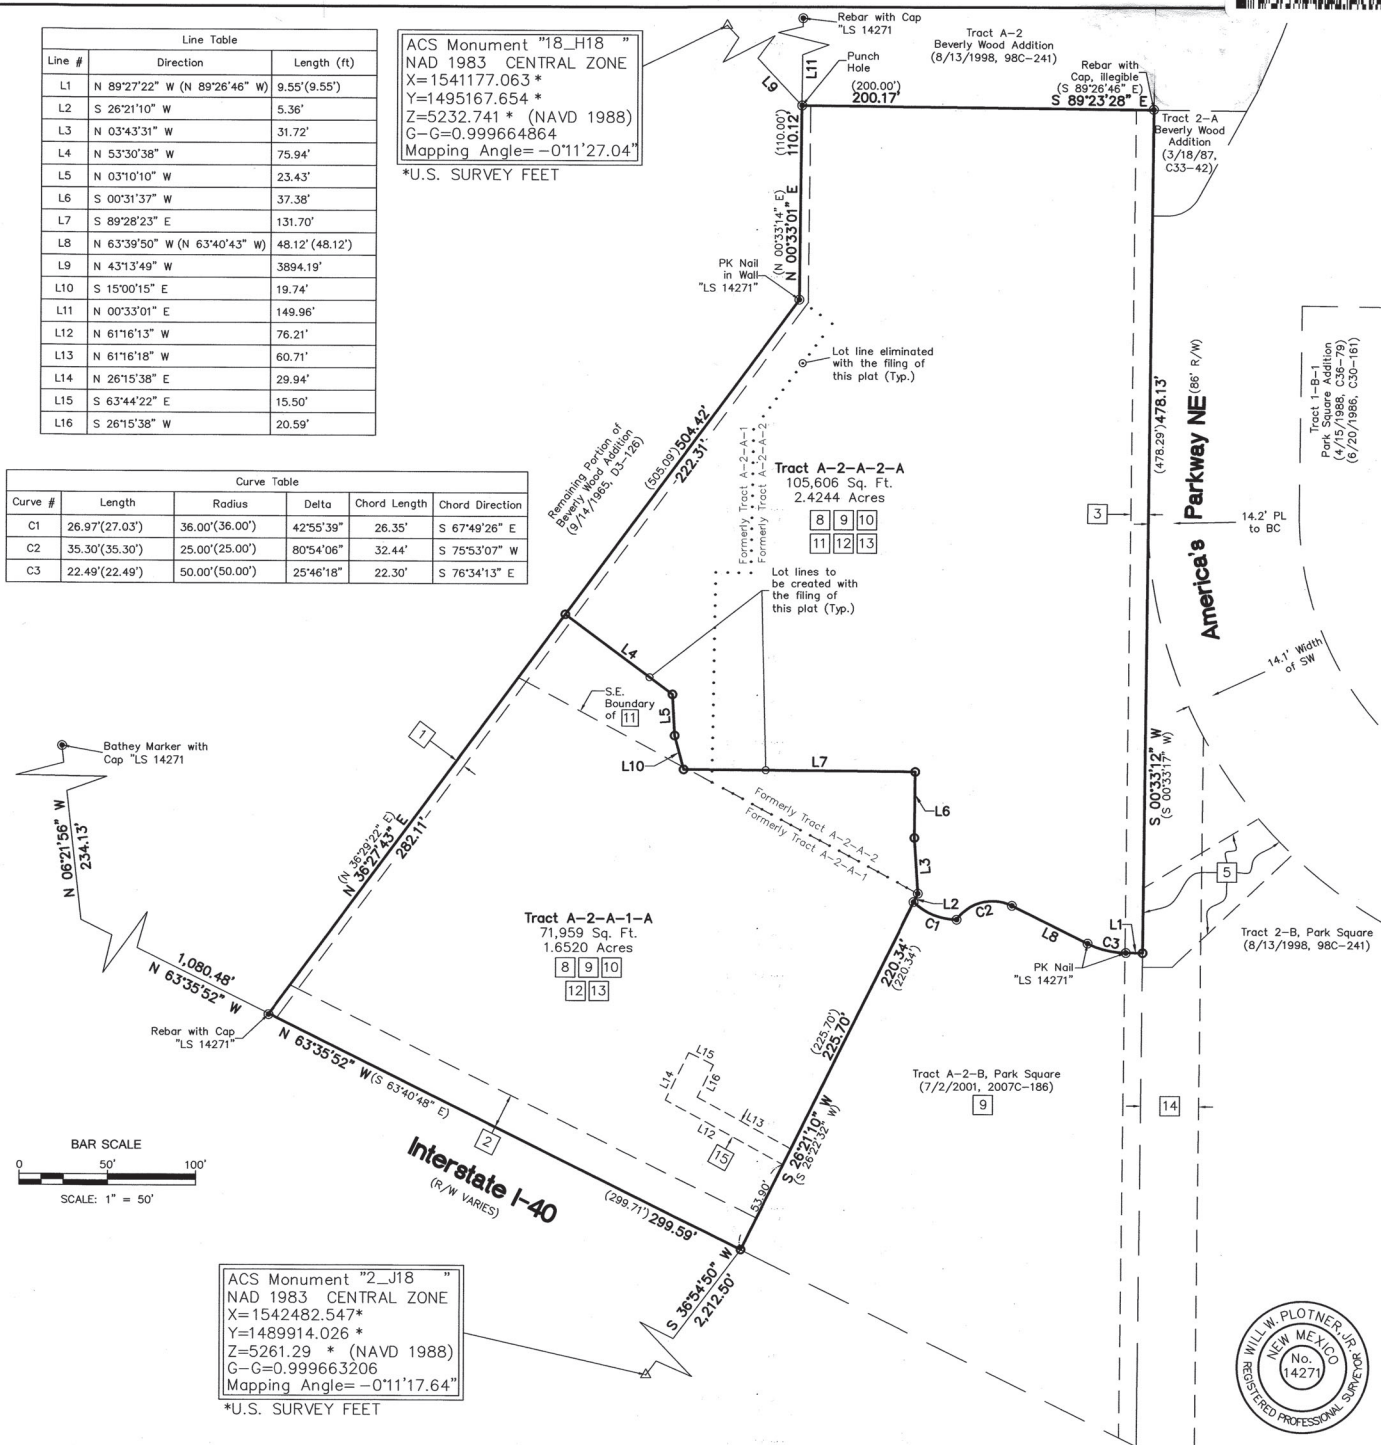 Line Table
Line # Direction Length (ft)
L1 N 89°27'22" W (N 89°26'46" W) 9.55'(9.55')
L2 S 26°21'10" W 5.36'
L3 N 03°43'31" W 31.72'
L4 N 53°30'38" W 75.94'
L5 N 03°10'10" W 23.43'
L6 S 00°31'37" W 37.38'
L7 S 89°28'23" E 131.70'
L8 N 63°39'50" W (N 63°40'43" W) 48.12'(48.12')
L9 N 43°13'49" W 3894.19'
L10 S 15°00'15" E 19.74'
L11 N 00°33'01" E 149.96'
L12 N 61°16'13" W 76.21'
L13 N 61°16'18" W 60.71'
L14 N 26°15'38" E 29.94'
L15 S 63°44'22" E 15.50'
L16 S 26°15'38" W 20.59'
Curve Table
Curve # Length Radius Delta Chord Length Chord Direction
C1 26.97'(27.03') 36.00'(36.00') 42°55'39" 26.35' S 67°49'26" E
C2 35.30'(35.30') 25.00'(25.00') 80°54'06" 32.44' S 75°53'07" W
C3 22.49'(22.49') 50.00'(50.00') 25°46'18" 22.30' S 76°34'13" E
ACS Monument "18_H18 "
NAD 1983 CENTRAL ZONE
X=1541177.063 *
Y=1495167.654 *
Z=5232.741 * (NAVD 1988)
G-G=0.999664864
Mapping Angle= -0°11'27.04"
*U.S. SURVEY FEET
Rebar with Cap
"LS 14271
L9
L11
Punch
Hole
Tract A-2
Beverly Wood Addition
(8/13/1998, 98C-241)
Rebar with
Cap, illegible
(S 89°26'46" E)
S 89°23'28" E
(200.00')
200.17'
Tract 2-A
Beverly Wood
Addition
(3/18/87,
C33-42)
(110.00')
110.12'
(N 00°33'14" E)
N 00°33'01" E
PK Nail
in Wall
"LS 14271"
Lot line eliminated
with the filing of
this plat (Typ.)
Remaining Portion of
Beverly Wood Addition
(9/14/1965, D3-126)
(505.09')504.42'
222.31'
Formerly Tract A-2-A-1
Formerly Tract A-2-A-2
Tract A-2-A-2-A
105,606 Sq. Ft.
2.4244 Acres
8 9 10
11 12 13
Lot lines to
be created with
the filing of
this plat (Typ.)
3
(478.29')478.13'
America's Parkway NE(86' R/W)
14.2' PL
to BC
Tract 1-B-1
Park Square Addition
(4/15/1988, C36-79)
(6/20/1986, C30-161)
14.1' Width
of SW
S 00°33'12" W
(S 00°33'17" W)
L4
L5
S.E.
Boundary
of 11
L10
L7
L6
L3
L2
C1
C2
L8
C3
L1
5
Formerly Tract A-2-A-2
Formerly Tract A-2-A-1
1
Bathey Marker with
Cap "LS 14271
N 06°21'56" W
234.13'
(N 36°29'22" E)
N 36°27'43" E
282.11'
Tract A-2-A-1-A
71,959 Sq. Ft.
1.6520 Acres
8 9 10
12 13
Tract 2-B, Park Square
(8/13/1998, 98C-241)
PK Nail
"LS 14271"
220.34'
(220.34')
(225.70')
225.70'
1,080.48'
N 63°35'52" W
Rebar with Cap
"LS 14271"
N 63°35'52" W(S 63°40'48" E)
L15
L14
L16
L13
L12
15
2
Tract A-2-B, Park Square
(7/2/2001, 2007C-186)
9
14
S 26°21'10" W
(S 26°22'32" W)
53.90'
Interstate I-40
(R/W VARIES)
(299.71')299.59'
BAR SCALE
0 50' 100'
SCALE: 1" = 50'
S 36°54'50" W
2,212.50'
ACS Monument "2_J18 "
NAD 1983 CENTRAL ZONE
X=1542482.547*
Y=1489914.026 *
Z=5261.29 * (NAVD 1988)
G-G=0.999663206
Mapping Angle= -0°11'17.64"
*U.S. SURVEY FEET
WILL W. PLOTNER, JR.
NEW MEXICO
No.
14271
REGISTERED PROFESSIONAL SURVEYOR